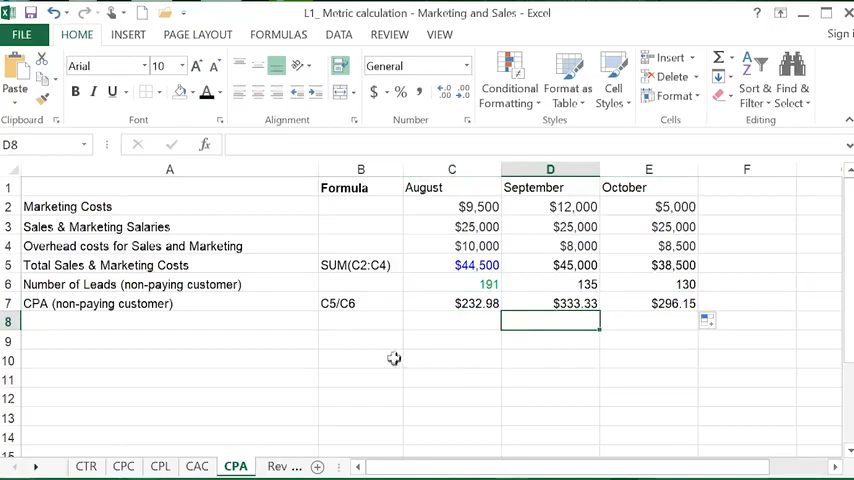 L1_ Metric calculation - Marketing and Sales - Excel
FILE HOME INSERT PAGE LAYOUT FORMULAS DATA REVIEW VIEW Sign i
Paste Arial 10 General Conditional Formatting Format as Table Cell Styles Insert Delete Format Sort & Filter Find & Select
Clipboard Font Alignment Number Styles Cells Editing
D8
A B C D E F
1 Formula August September October
2 Marketing Costs $9,500 $12,000 $5,000
3 Sales & Marketing Salaries $25,000 $25,000 $25,000
4 Overhead costs for Sales and Marketing $10,000 $8,000 $8,500
5 Total Sales & Marketing Costs SUM(C2:C4) $44,500 $45,000 $38,500
6 Number of Leads (non-paying customer) 191 135 130
7 CPA (non-paying customer) C5/C6 $232.98 $333.33 $296.15
8
9
10
11
12
13
14
15
CTR CPC CPL CAC CPA Rev ...